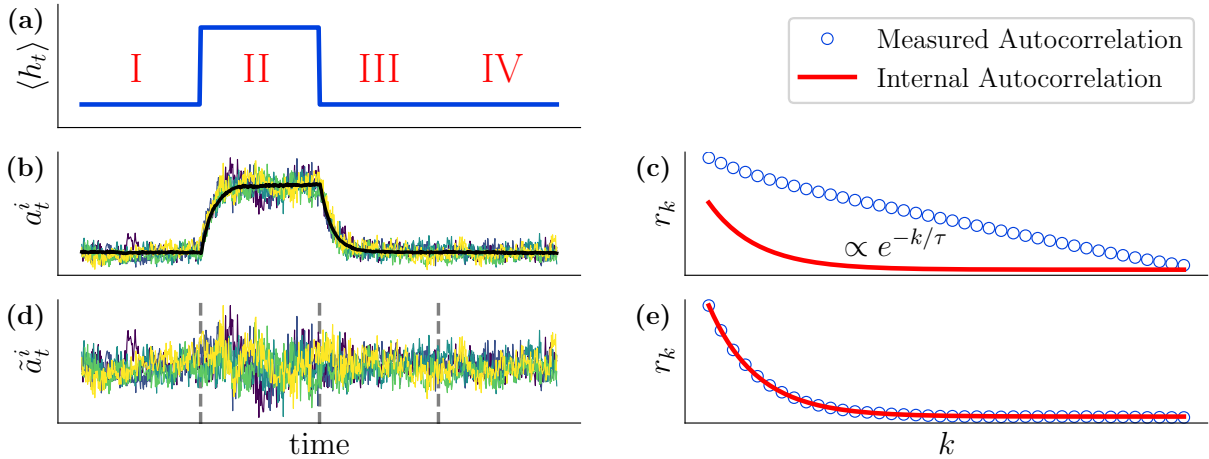 (a)
⟨h_t⟩
I II III IV
Measured Autocorrelation
Internal Autocorrelation
(b)
a_t^i
(c)
r_k
∝ e^{-k/τ}
(d)
ã_t^i
time
(e)
r_k
k